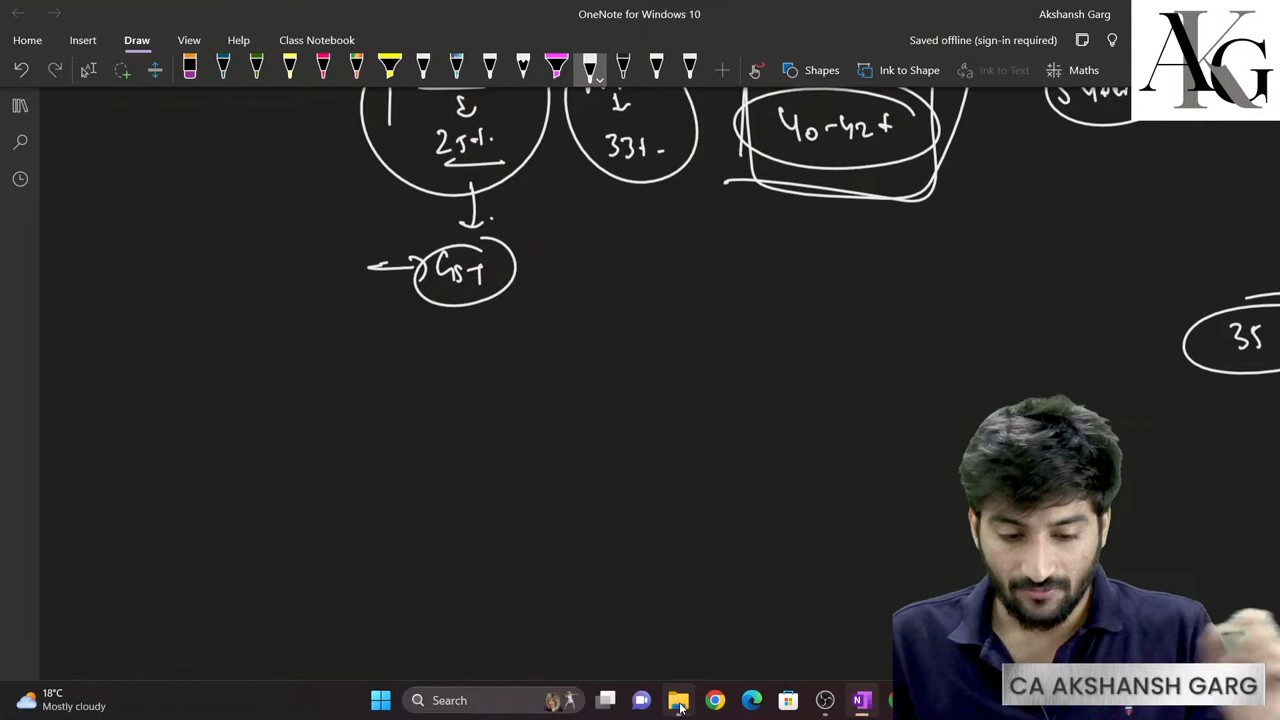 OneNote for Windows 10
Akshansh Garg
Home Insert Draw View Help Class Notebook
Saved offline (sign-in required)
Shapes Ink to Shape Ink to Text Maths
AKG
25%.
33%
40-42%
GST
35
CA AKSHANSH GARG
18°C
Mostly cloudy
Search